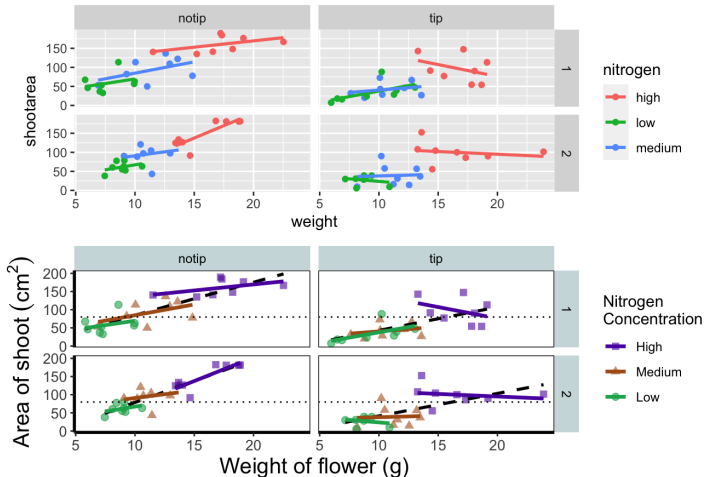 notip tip
150
100
50
0
1
150
100
50
0
2
5 10 15 20 5 10 15 20
shootarea
weight
nitrogen
high
low
medium
notip tip
200
150
100
50
0
1
200
150
100
50
0
2
5 10 15 20 5 10 15 20
Area of shoot (cm²)
Weight of flower (g)
Nitrogen
Concentration
High
Medium
Low